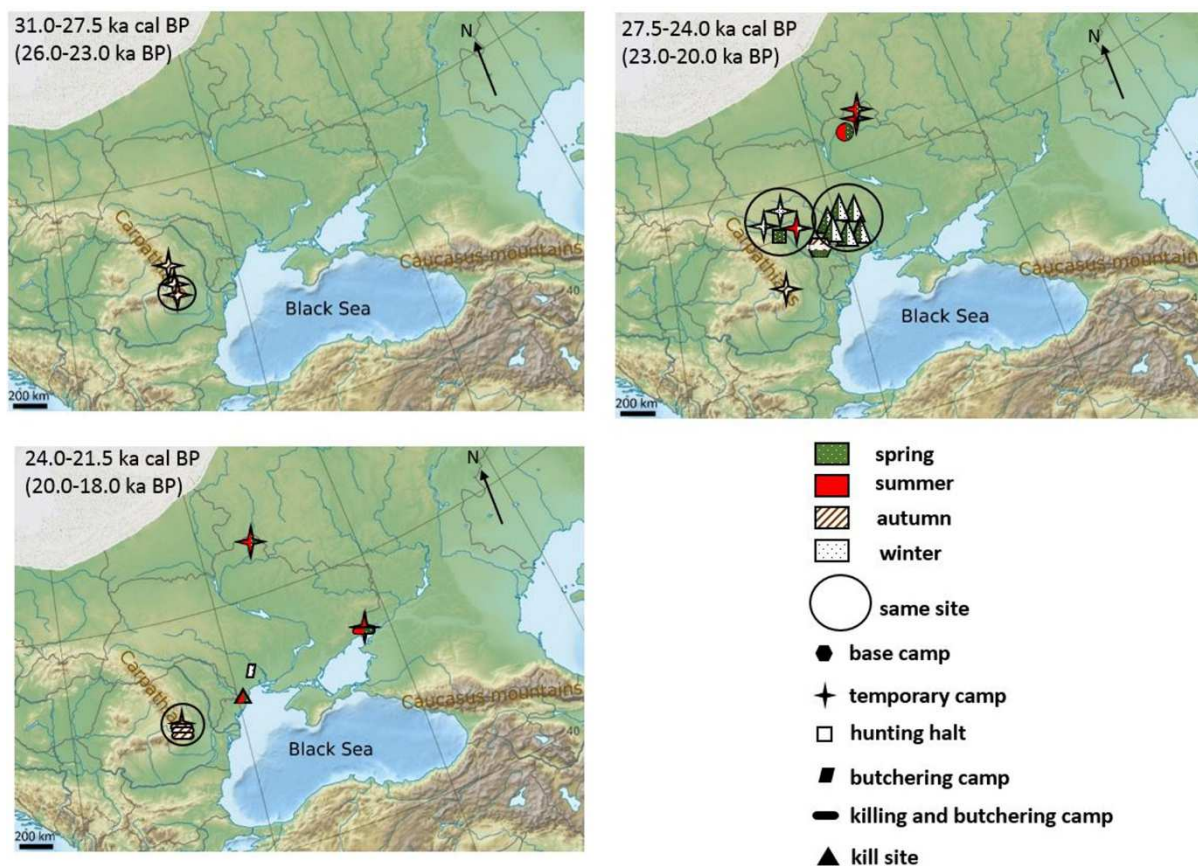 31.0-27.5 ka cal BP
(26.0-23.0 ka BP)
N
Carpathians
Caucasus mountains
Black Sea
40
200 km
27.5-24.0 ka cal BP
(23.0-20.0 ka BP)
N
Carpathians
Caucasus mountains
Black Sea
40
200 km
24.0-21.5 ka cal BP
(20.0-18.0 ka BP)
N
Carpathians
Caucasus mountains
Black Sea
40
200 km
spring
summer
autumn
winter
same site
base camp
temporary camp
hunting halt
butchering camp
killing and butchering camp
kill site